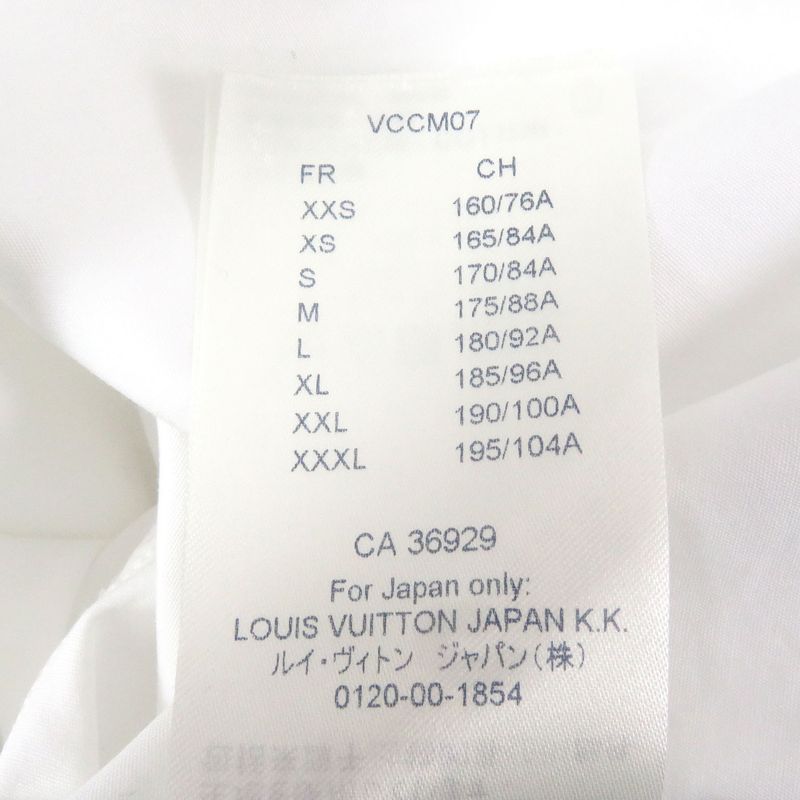 VCCM07
FR CH
XXS 160/76A
XS 165/84A
S 170/84A
M 175/88A
L 180/92A
XL 185/96A
XXL 190/100A
XXXL 195/104A
CA 36929
For Japan only:
LOUIS VUITTON JAPAN K.K.
ルイ・ヴィトン ジャパン(株)
0120-00-1854